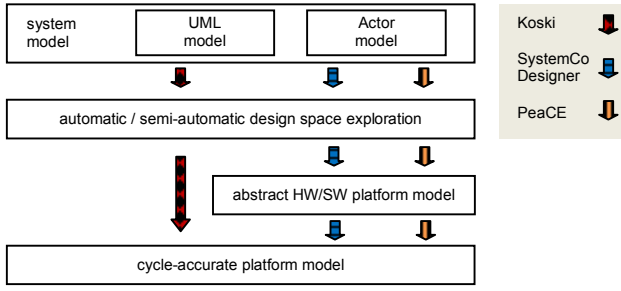 system
model
UML
model
Actor
model
automatic / semi-automatic design space exploration
abstract HW/SW platform model
cycle-accurate platform model
Koski
SystemCo
Designer
PeaCE